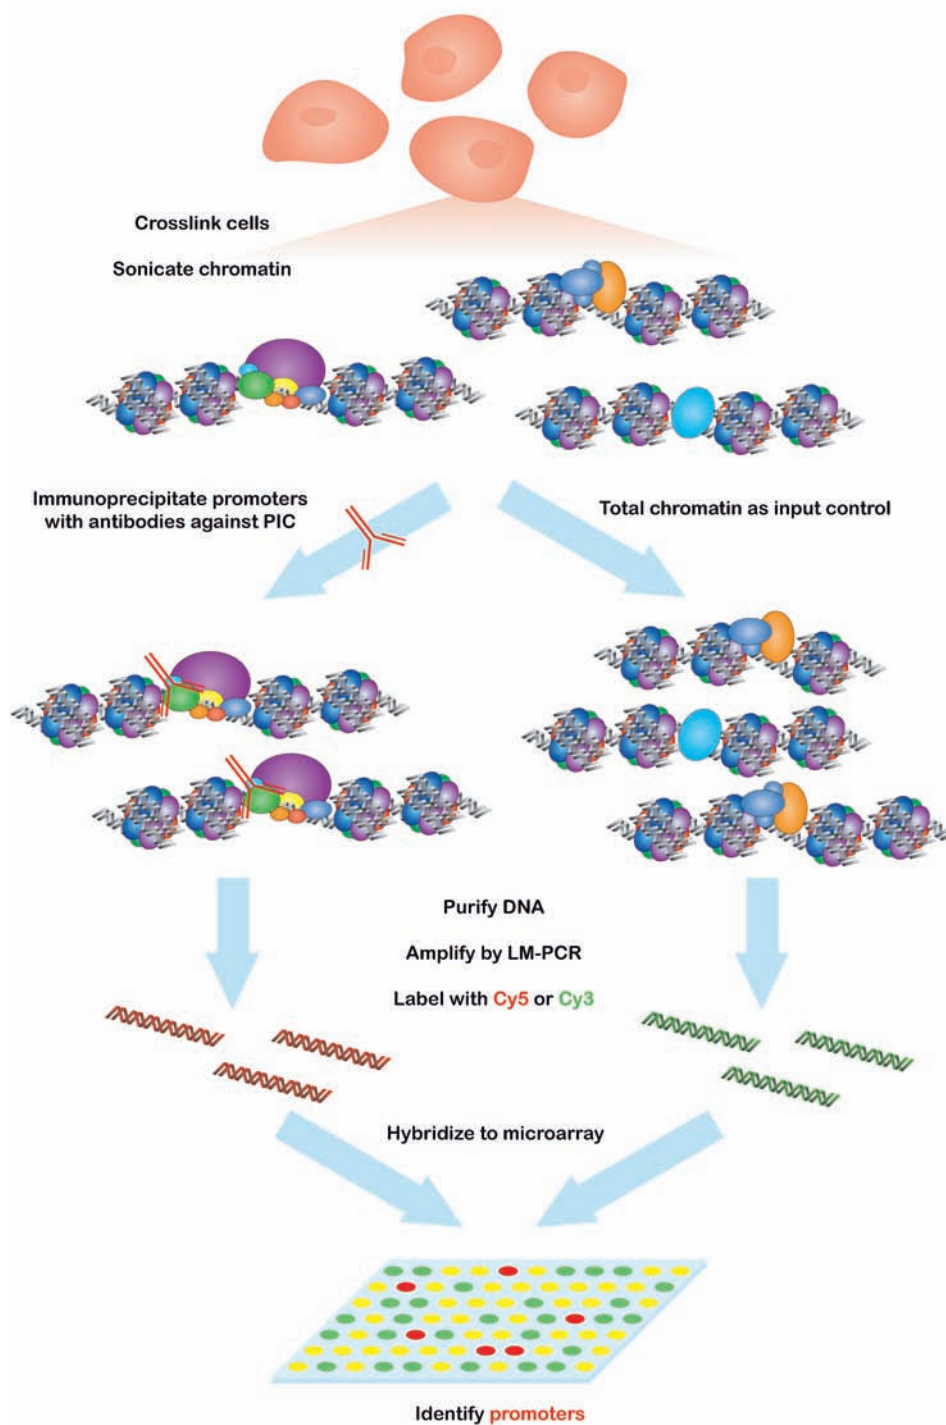 Crosslink cells
Sonicate chromatin
Immunoprecipitate promoters
with antibodies against PIC
Total chromatin as input control
Purify DNA
Amplify by LM-PCR
Label with Cy5 or Cy3
Hybridize to microarray
Identify promoters